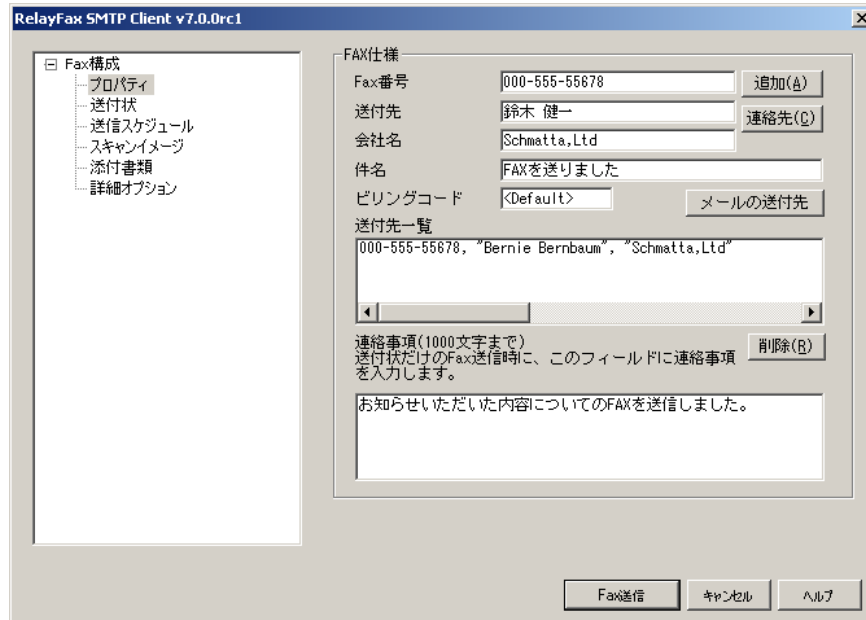 RelayFax SMTP Client v7.0.0rc1
Fax構成
プロパティ
送付状
送信スケジュール
スキャンイメージ
添付書類
詳細オプション
FAX仕様
Fax番号
000-555-55678
追加(A)
送付先
鈴木 健一
連絡先(C)
会社名
Schmatta,Ltd
件名
FAXを送りました
ビリングコード
<Default>
メールの送付先
送付先一覧
000-555-55678, "Bernie Bernbaum", "Schmatta,Ltd"
連絡事項(1000文字まで)
送付状だけのFax送信時に、このフィールドに連絡事項
を入力します。
削除(R)
お知らせいただいた内容についてのFAXを送信しました。
Fax送信
キャンセル
ヘルプ